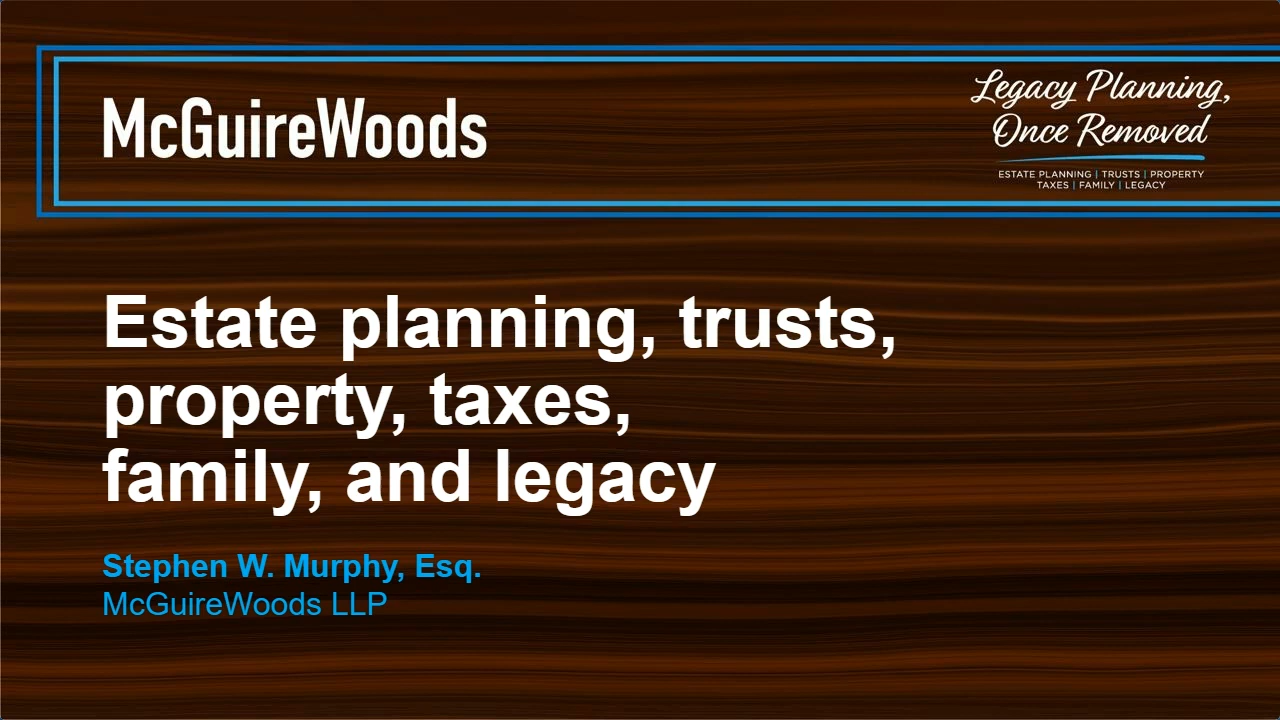 McGuireWoods
Legacy Planning,
Once Removed
ESTATE PLANNING | TRUSTS | PROPERTY
TAXES | FAMILY | LEGACY
Estate planning, trusts,
property, taxes,
family, and legacy
Stephen W. Murphy, Esq.
McGuireWoods LLP